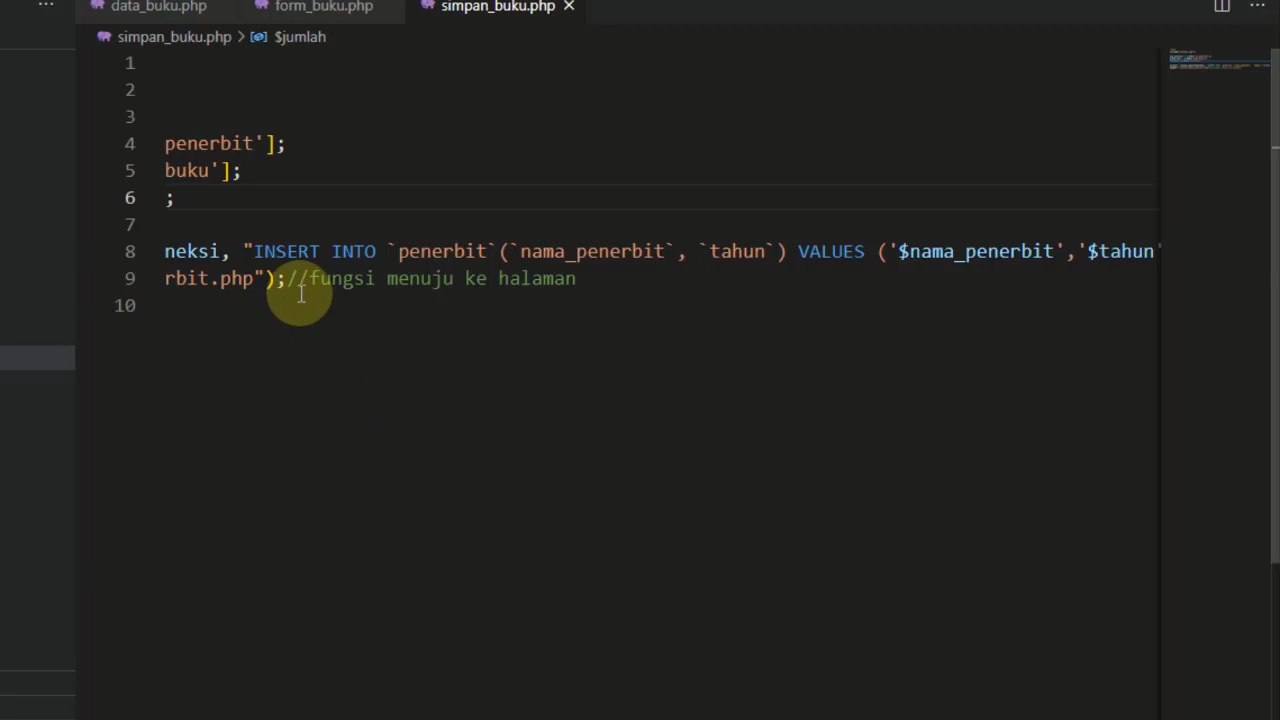 data_buku.php form_buku.php simpan_buku.php ×
simpan_buku.php > $jumlah
1
2
3
4 penerbit'];
5 buku'];
6 ;
7
8 neksi, "INSERT INTO `penerbit`(`nama_penerbit`, `tahun`) VALUES ('$nama_penerbit','$tahun'
9 rbit.php");//fungsi menuju ke halaman
10